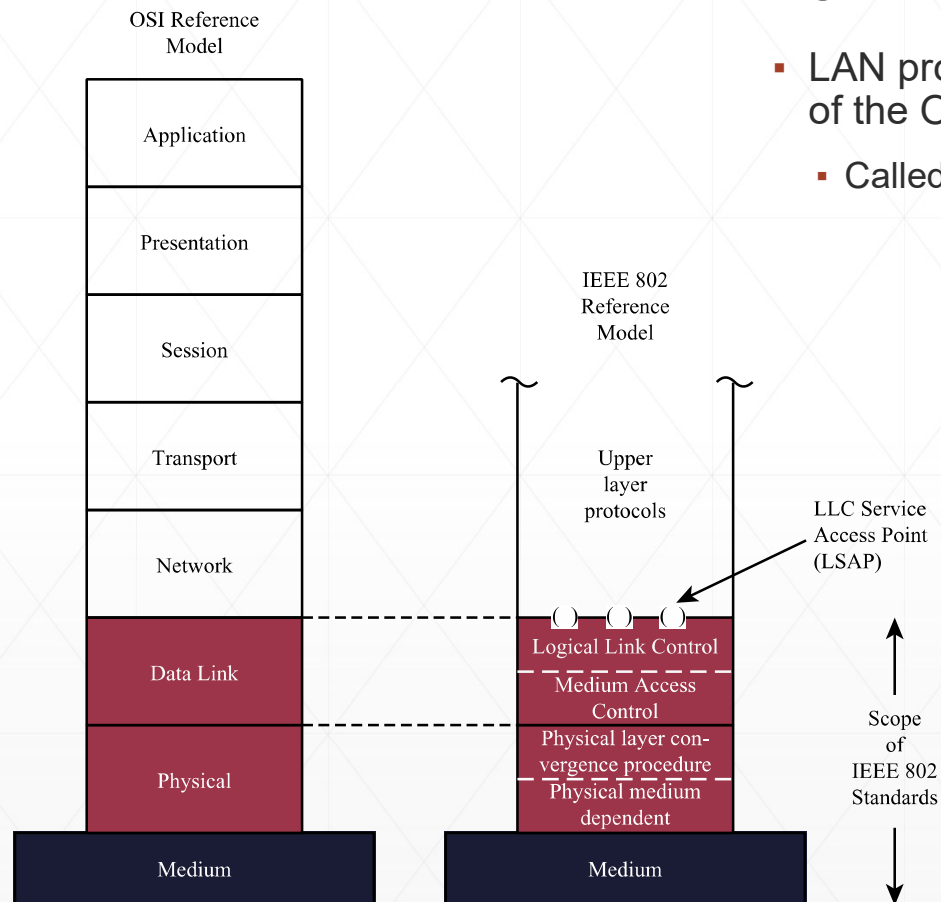 OSI Reference
Model
Application
Presentation
Session
Transport
Network
Data Link
Physical
Medium
IEEE 802
Reference
Model
Upper
layer
protocols
LLC Service
Access Point
(LSAP)
Logical Link Control
Medium Access
Control
Physical layer con-
vergence procedure
Physical medium
dependent
Medium
Scope
of
IEEE 802
Standards
▪ LAN
of the
▪ Called